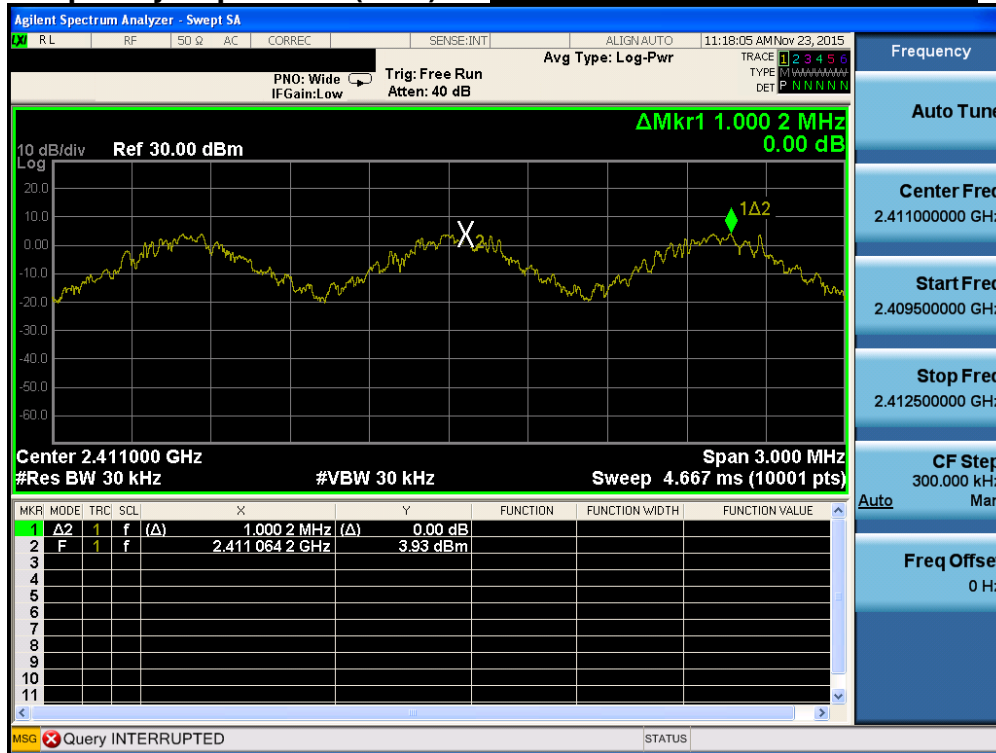 Agilent Spectrum Analyzer - Swept SA
LXI RL RF 50 Ω AC CORREC SENSE:INT ALIGN AUTO 11:18:05 AM Nov 23, 2015
Frequency
Avg Type: Log-Pwr
TRACE 1 2 3 4 5 6
PNO: Wide
Trig: Free Run
TYPE M
IFGain:Low
Atten: 40 dB
DET P N N N N N
Auto Tune
ΔMkr1 1.000 2 MHz
10 dB/div Ref 30.00 dBm 0.00 dB
Log
20.0
10.0
0.00
-10.0
-20.0
-30.0
-40.0
-50.0
-60.0
1Δ2
X2
Center Freq
2.411000000 GHz
Start Freq
2.409500000 GHz
Stop Freq
2.412500000 GHz
Center 2.411000 GHz Span 3.000 MHz
#Res BW 30 kHz #VBW 30 kHz Sweep 4.667 ms (10001 pts)
CF Step
300.000 kHz
Auto Man
MKR MODE TRC SCL X Y FUNCTION FUNCTION WIDTH FUNCTION VALUE
1 Δ2 1 f (Δ) 1.000 2 MHz (Δ) 0.00 dB
2 F 1 f 2.411 064 2 GHz 3.93 dBm
3
4
5
6
7
8
9
10
11
Freq Offset
0 Hz
MSG Query INTERRUPTED STATUS